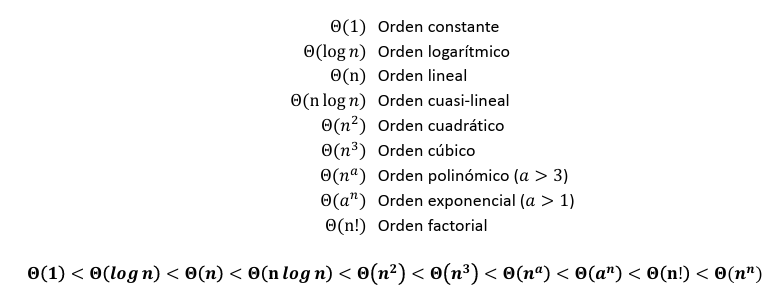 Θ(1) Orden constante
Θ(log n) Orden logarítmico
Θ(n) Orden lineal
Θ(n log n) Orden cuasi-lineal
Θ(n²) Orden cuadrático
Θ(n³) Orden cúbico
Θ(nᵃ) Orden polinómico (a > 3)
Θ(aⁿ) Orden exponencial (a > 1)
Θ(n!) Orden factorial
Θ(1) < Θ(log n) < Θ(n) < Θ(n log n) < Θ(n²) < Θ(n³) < Θ(nᵃ) < Θ(aⁿ) < Θ(n!) < Θ(nⁿ)